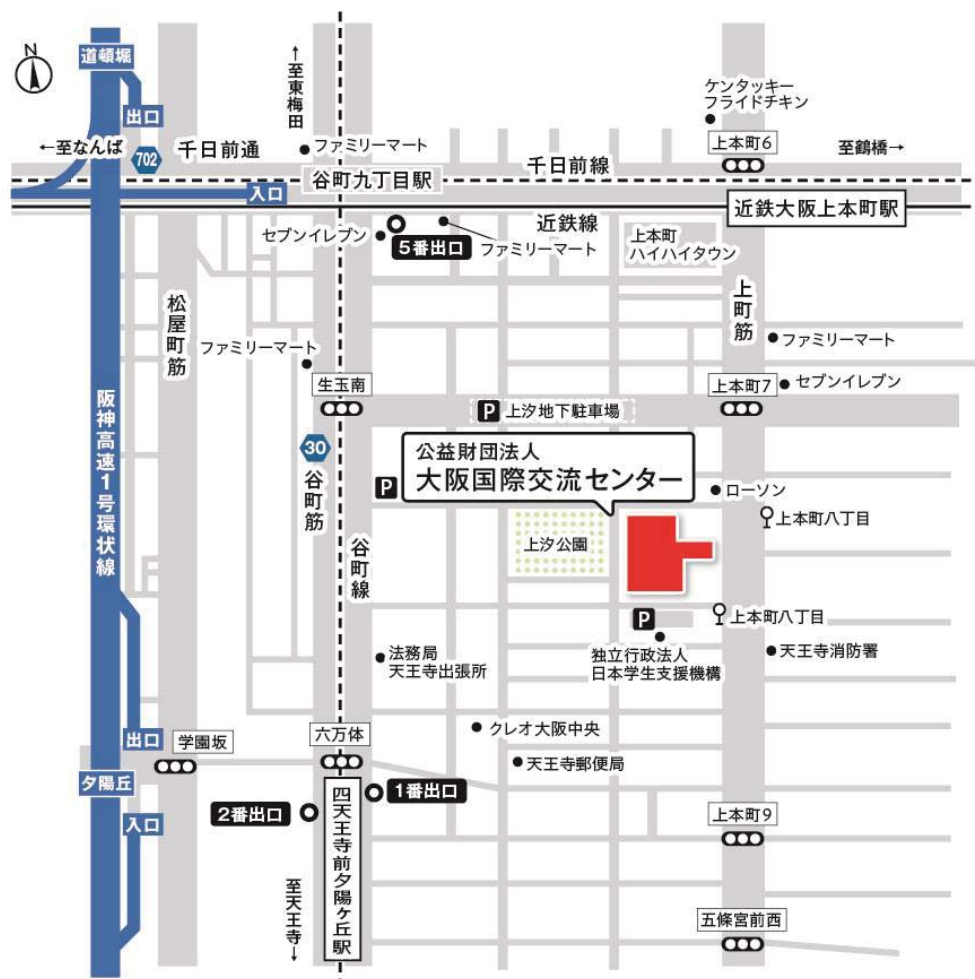 N
道頓堀
出口
←至東梅田
ケンタッキー
フライドチキン
上本町6
←至なんば
702
千日前通
ファミリーマート
千日前線
至鶴橋→
谷町九丁目駅
入口
近鉄大阪上本町駅
セブンイレブン
5番出口
ファミリーマート
近鉄線
上本町
ハイハイタウン
松屋町筋
上町筋
ファミリーマート
ファミリーマート
生玉南
上本町7
セブンイレブン
P
上汐地下駐車場
阪神高速1号環状線
30
谷町筋
公益財団法人
大阪国際交流センター
P
ローソン
上本町八丁目
上汐公園
谷町線
P
上本町八丁目
独立行政法人
日本学生支援機構
天王寺消防署
法務局
天王寺出張所
クレオ大阪中央
出口
学園坂
六万体
天王寺郵便局
夕陽丘
1番出口
2番出口
入口
四天王寺前夕陽ヶ丘駅
上本町9
至天王寺→
五條宮前西